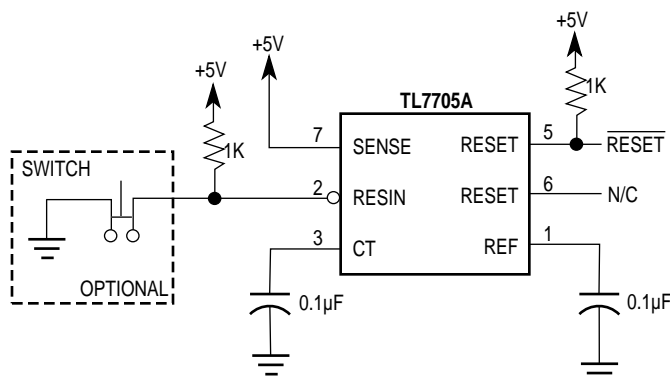 +5V
+5V
+5V
TL7705A
1K
1K
7
SENSE
RESET
5
RESET
SWITCH
2
RESIN
RESET
6
N/C
3
CT
REF
1
OPTIONAL
0.1µF
0.1µF